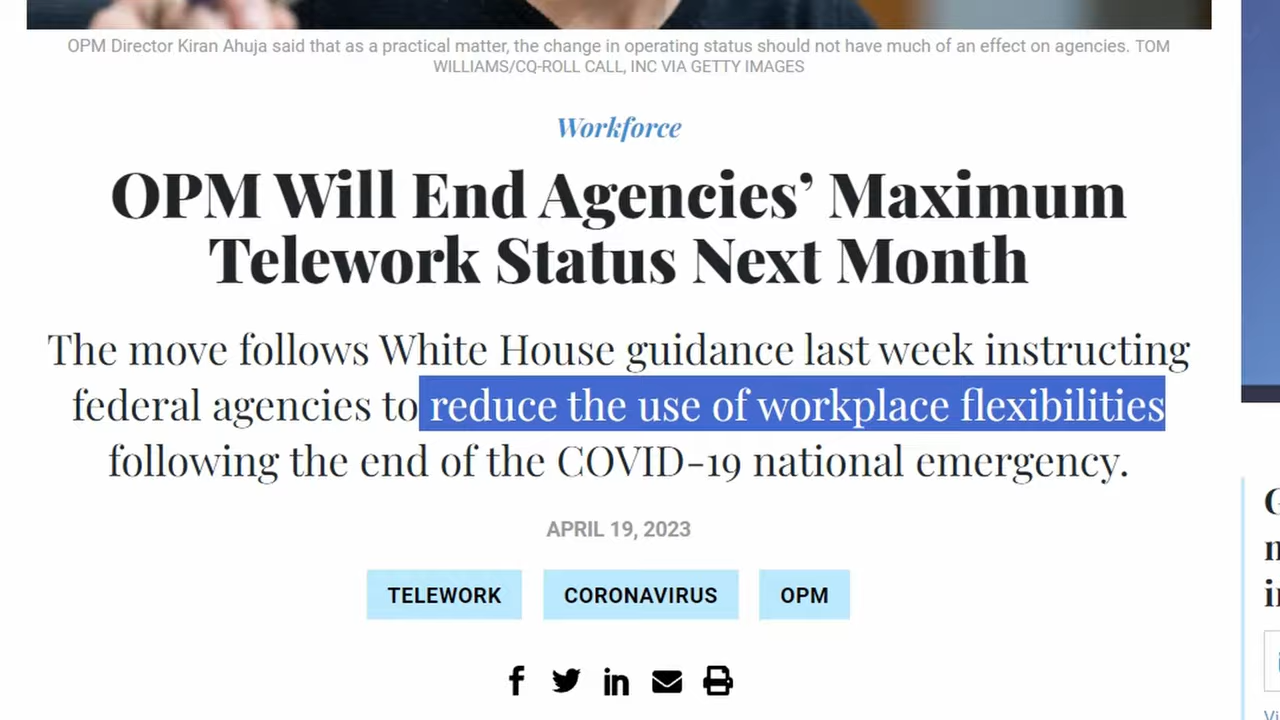 OPM Director Kiran Ahuja said that as a practical matter, the change in operating status should not have much of an effect on agencies. TOM
WILLIAMS/CQ-ROLL CALL, INC VIA GETTY IMAGES
Workforce
OPM Will End Agencies’ Maximum
Telework Status Next Month
The move follows White House guidance last week instructing
federal agencies to reduce the use of workplace flexibilities
following the end of the COVID-19 national emergency.
APRIL 19, 2023
TELEWORK CORONAVIRUS OPM